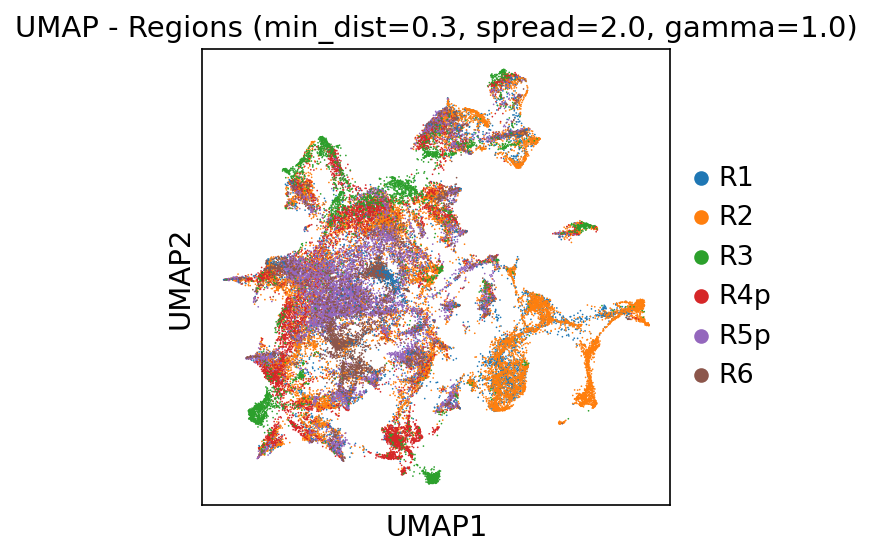 UMAP - Regions (min_dist=0.3, spread=2.0, gamma=1.0)
UMAP2
R1
R2
R3
R4p
R5p
R6
UMAP1